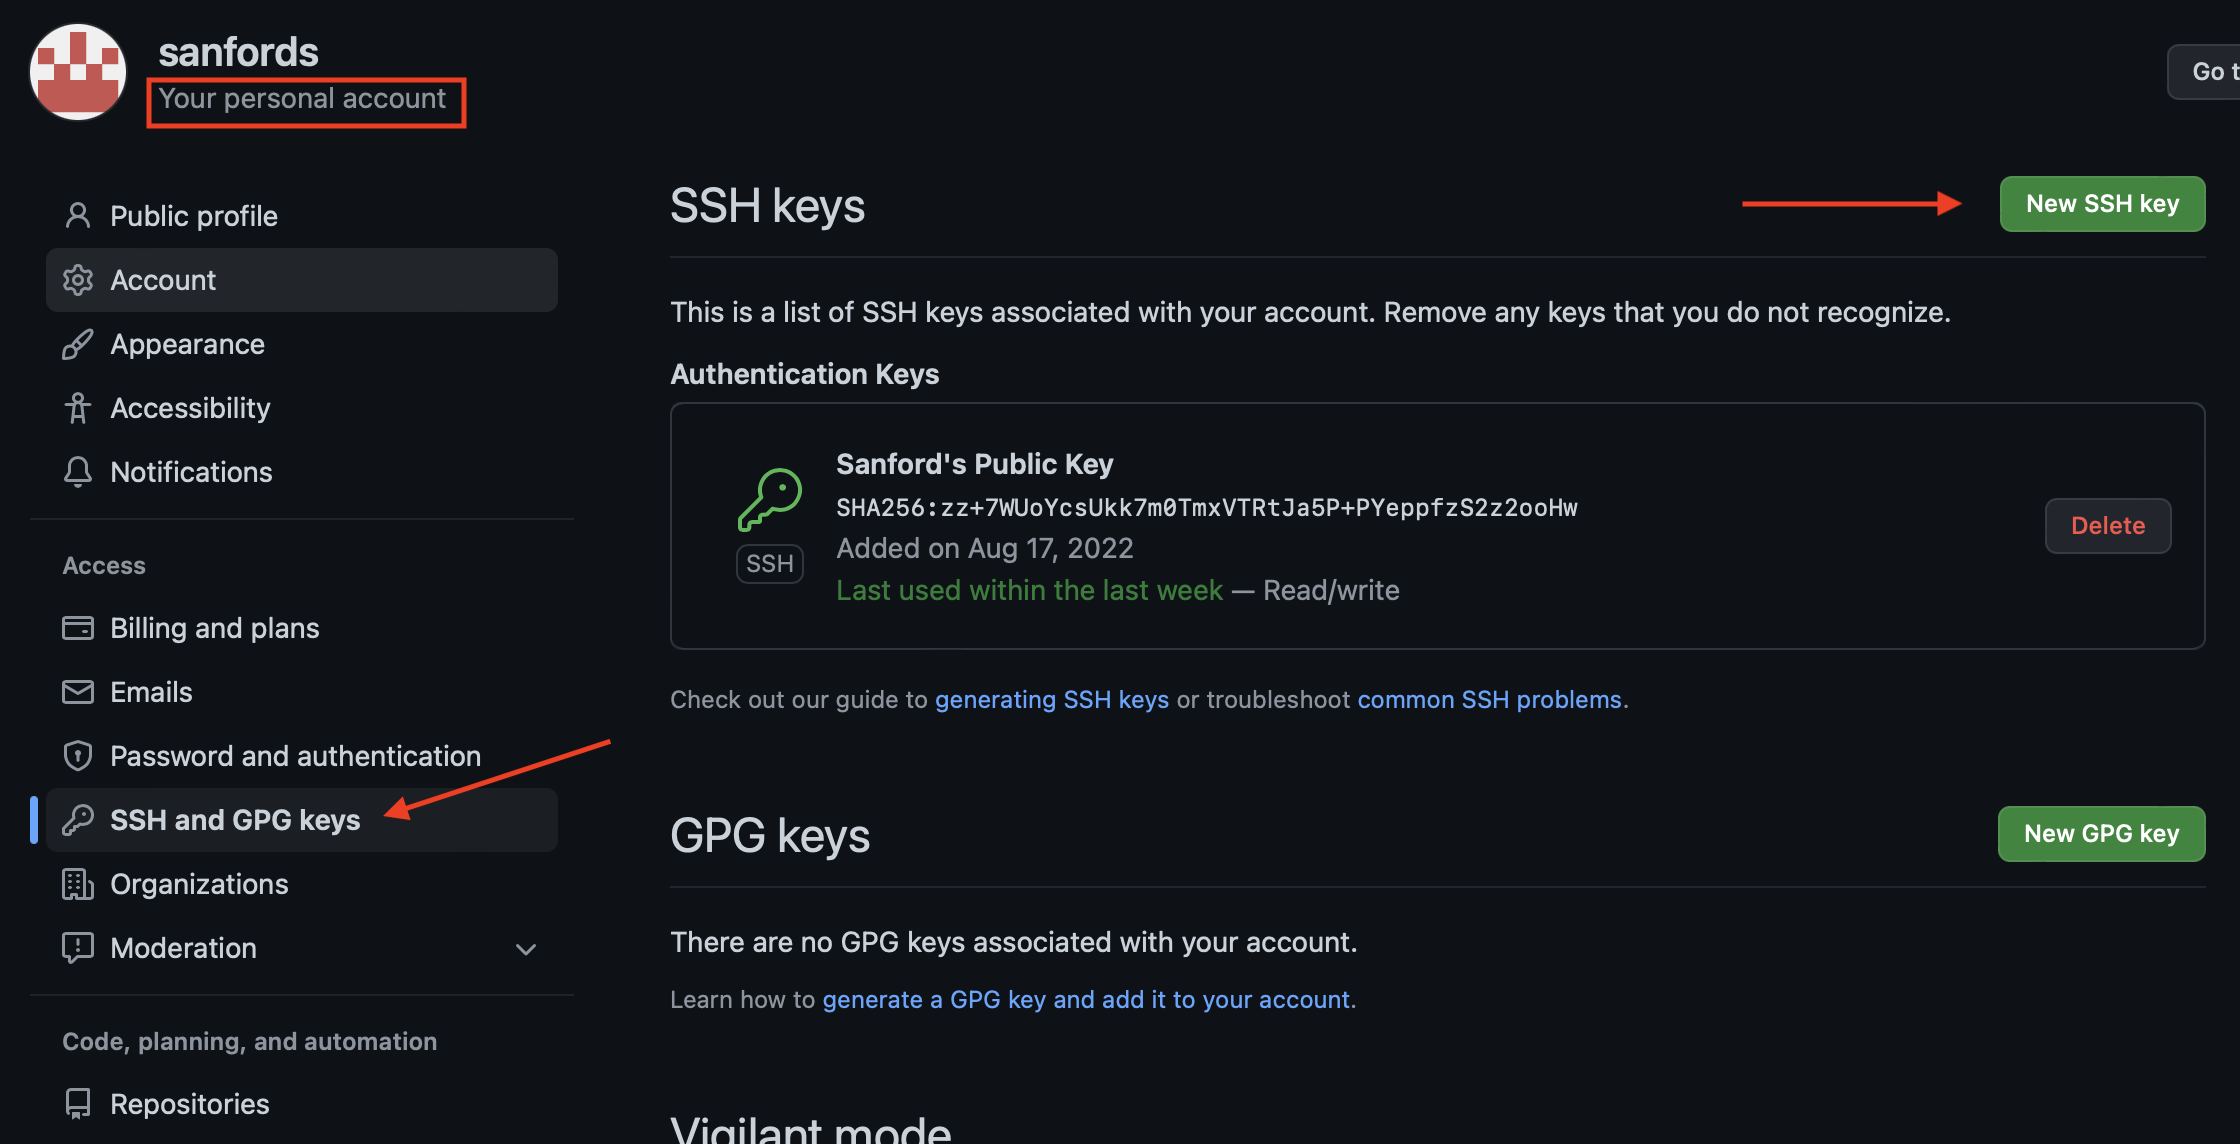 sanfords
Your personal account
Go t
Public profile
Account
Appearance
Accessibility
Notifications
Access
Billing and plans
Emails
Password and authentication
SSH and GPG keys
Organizations
Moderation
Code, planning, and automation
Repositories
SSH keys
New SSH key
This is a list of SSH keys associated with your account. Remove any keys that you do not recognize.
Authentication Keys
Sanford's Public Key
SHA256:zz+7WUoYcsUkk7m0TmxVTRtJa5P+PYeppfzS2z2ooHw
Added on Aug 17, 2022
Last used within the last week — Read/write
SSH
Delete
Check out our guide to generating SSH keys or troubleshoot common SSH problems.
GPG keys
New GPG key
There are no GPG keys associated with your account.
Learn how to generate a GPG key and add it to your account.
Vigilant mode